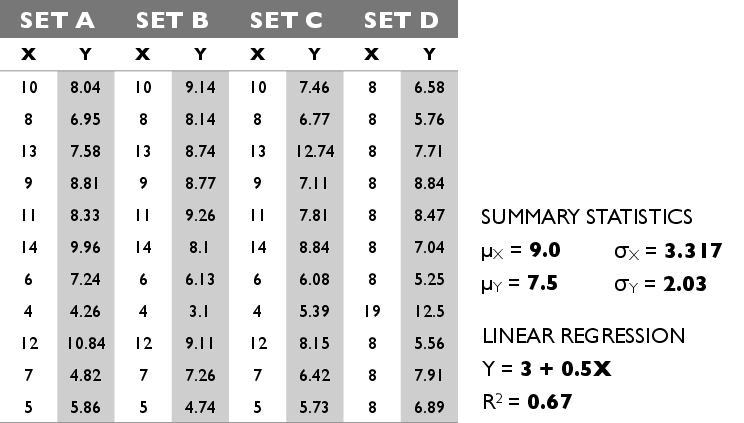 SET A SET B SET C SET D
X Y X Y X Y X Y
10 8.04 10 9.14 10 7.46 8 6.58
8 6.95 8 8.14 8 6.77 8 5.76
13 7.58 13 8.74 13 12.74 8 7.71
9 8.81 9 8.77 9 7.11 8 8.84
11 8.33 11 9.26 11 7.81 8 8.47
14 9.96 14 8.1 14 8.84 8 7.04
6 7.24 6 6.13 6 6.08 8 5.25
4 4.26 4 3.1 4 5.39 19 12.5
12 10.84 12 9.11 12 8.15 8 5.56
7 4.82 7 7.26 7 6.42 8 7.91
5 5.86 5 4.74 5 5.73 8 6.89
SUMMARY STATISTICS
μX = 9.0 σX = 3.317
μY = 7.5 σY = 2.03
LINEAR REGRESSION
Y = 3 + 0.5X
R² = 0.67